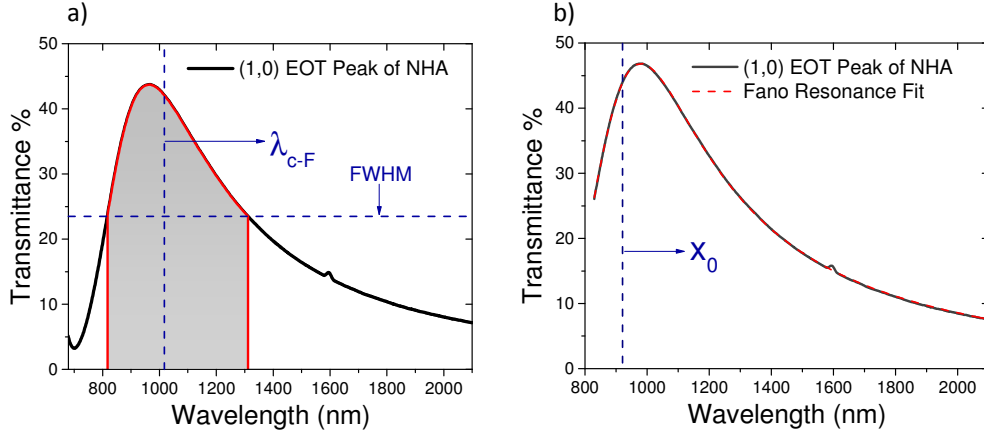 a)
50
40
30
20
10
0
Transmittance %
(1,0) EOT Peak of NHA
λc-F
FWHM
800 1000 1200 1400 1600 1800 2000
Wavelength (nm)
b)
50
40
30
20
10
0
Transmittance %
(1,0) EOT Peak of NHA
Fano Resonance Fit
x0
800 1000 1200 1400 1600 1800 2000
Wavelength (nm)